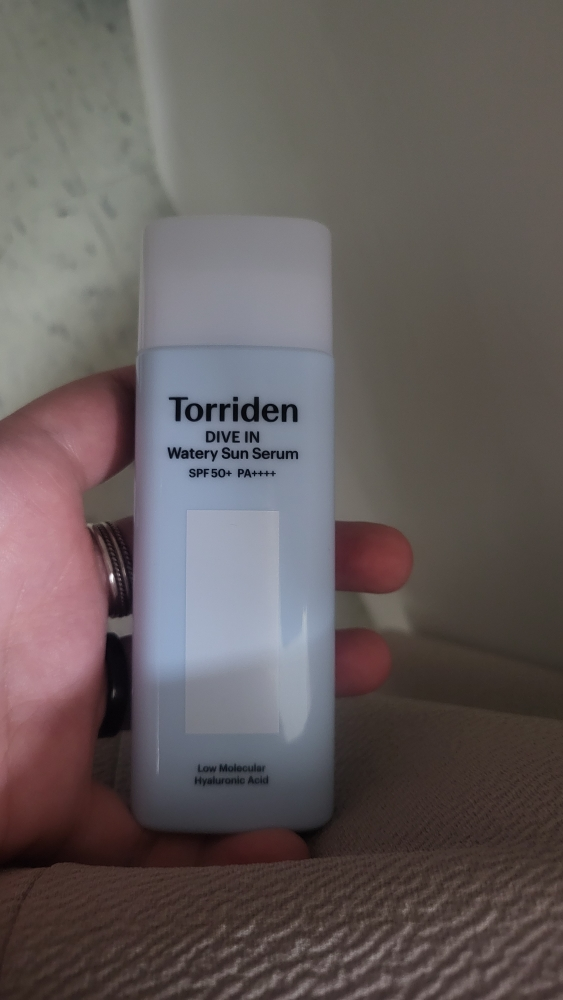 Torriden
DIVE IN
Watery Sun Serum
SPF 50+ PA++++
Low Molecular
Hyaluronic Acid